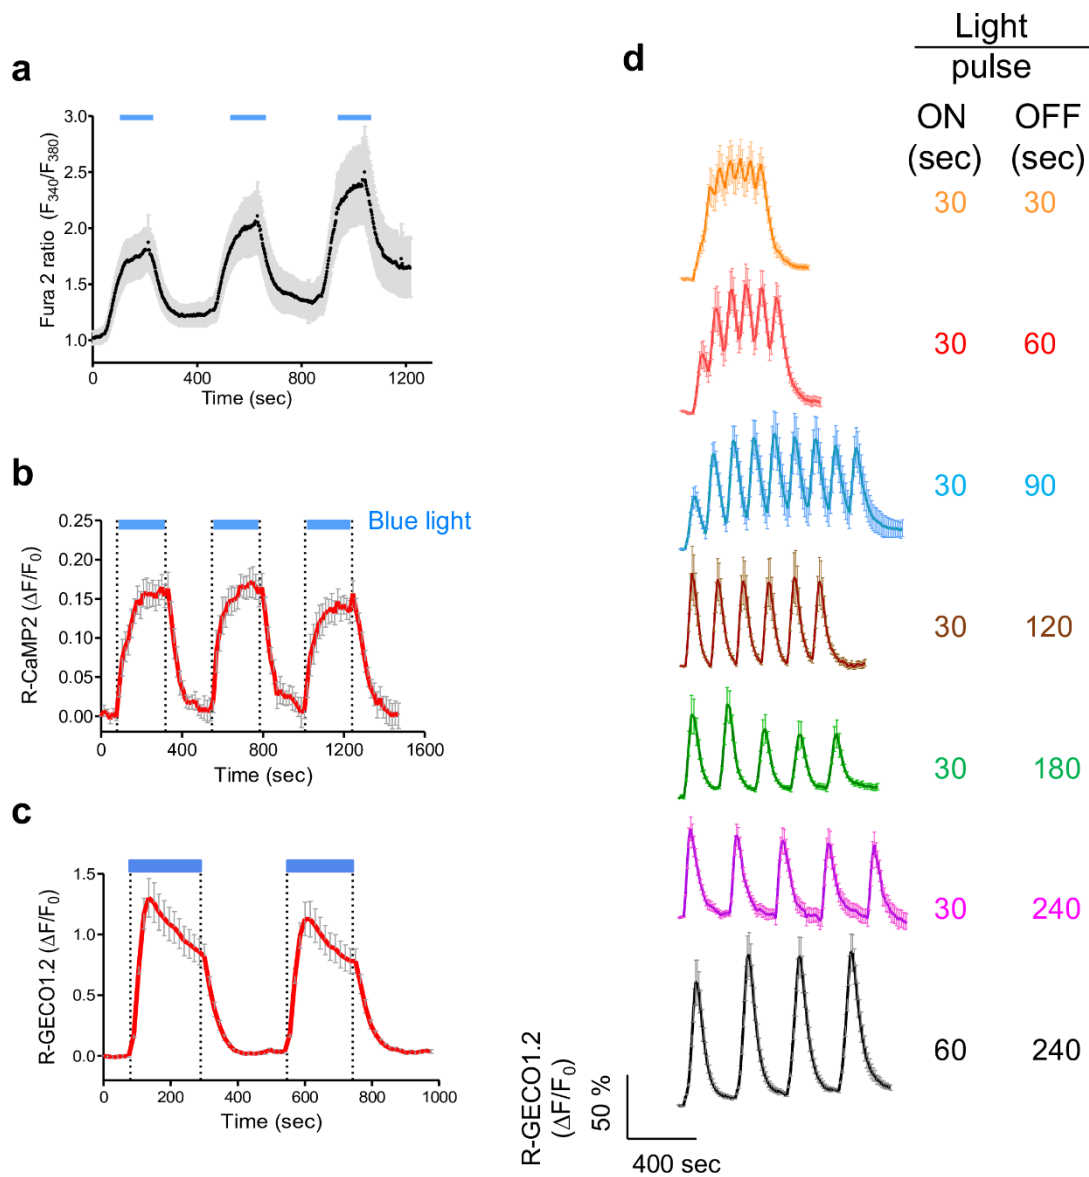 a
Fura 2 ratio (F340/F380)
3.0
2.5
2.0
1.5
1.0
0 400 800 1200
Time (sec)
b
Blue light
R-CaMP2 (ΔF/F0)
0.25
0.20
0.15
0.10
0.05
0.00
0 400 800 1200 1600
Time (sec)
c
R-GECO1.2 (ΔF/F0)
1.5
1.0
0.5
0.0
0 200 400 600 800 1000
Time (sec)
d
Light
pulse
ON OFF
(sec) (sec)
30 30
30 60
30 90
30 120
30 180
30 240
60 240
R-GECO1.2
(ΔF/F0)
50 %
400 sec